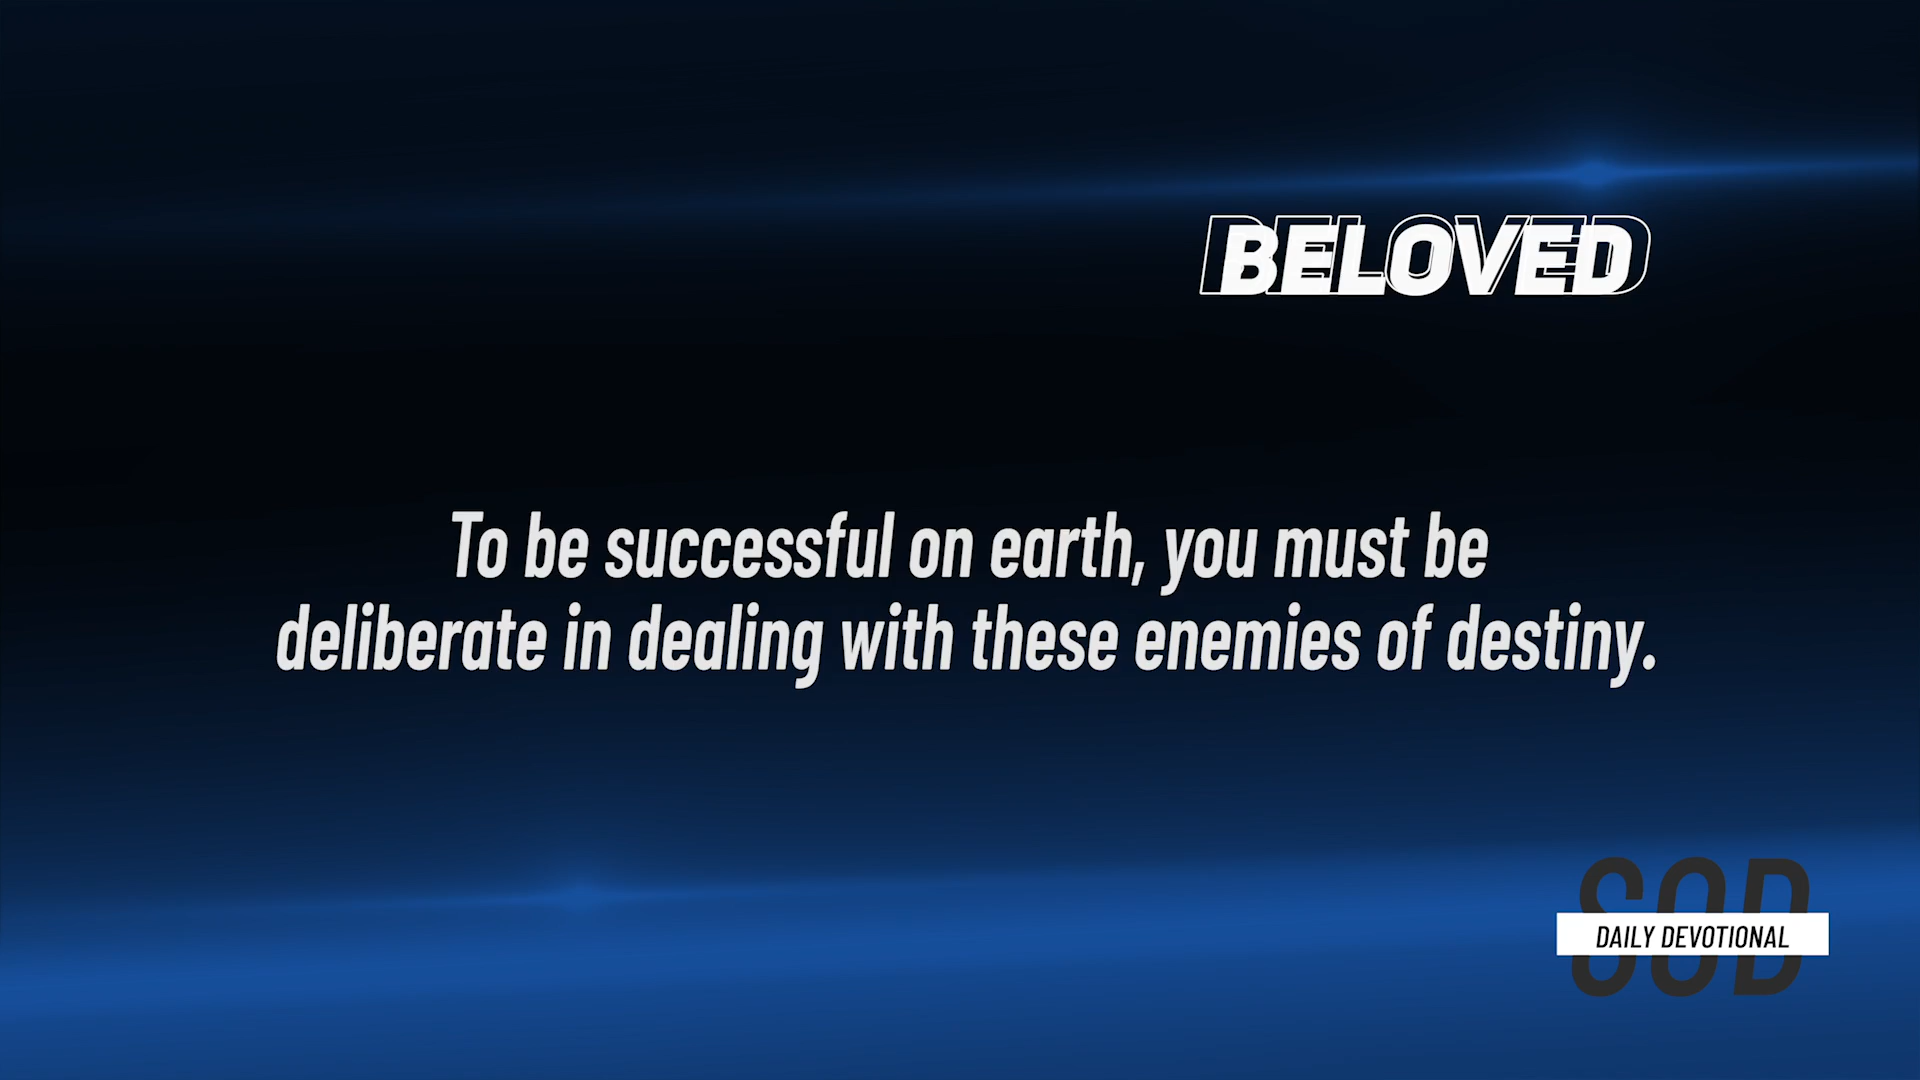 BELOVED
To be successful on earth, you must be
deliberate in dealing with these enemies of destiny.
SOD
DAILY DEVOTIONAL